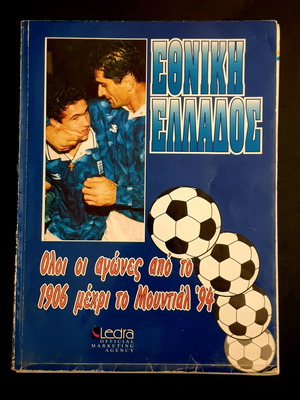 ΕΘΝΙΚΗ
ΕΛΛΑΔΟΣ
Όλοι οι αγώνες από το
1906 μέχρι το Μουντιάλ '94
Ledra
OFFICIAL
MARKETING
AGENCY